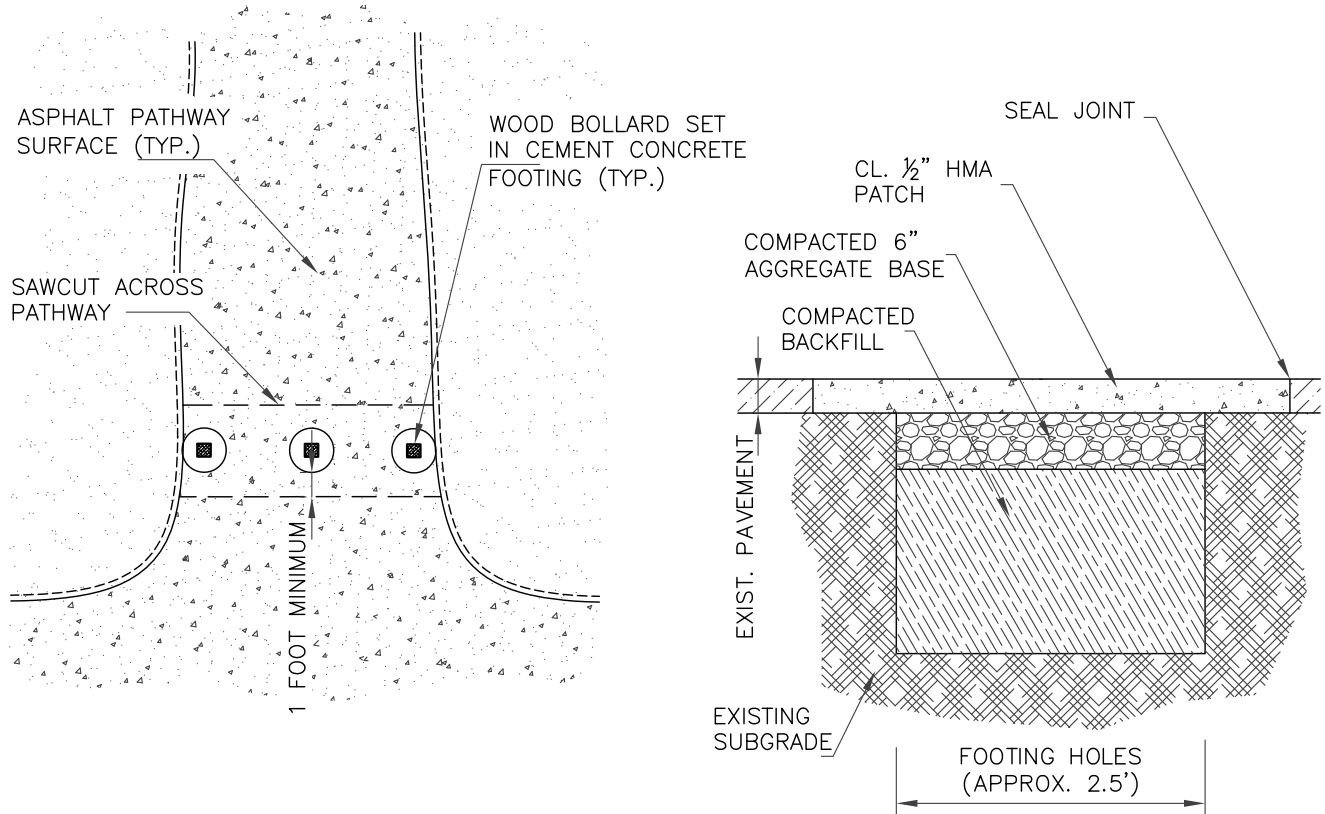 ASPHALT PATHWAY
SURFACE (TYP.)
WOOD BOLLARD SET
IN CEMENT CONCRETE
FOOTING (TYP.)
SAWCUT ACROSS
PATHWAY
1 FOOT MINIMUM
SEAL JOINT
CL. ½" HMA
PATCH
COMPACTED 6"
AGGREGATE BASE
COMPACTED
BACKFILL
EXIST. PAVEMENT
EXISTING
SUBGRADE
FOOTING HOLES
(APPROX. 2.5')